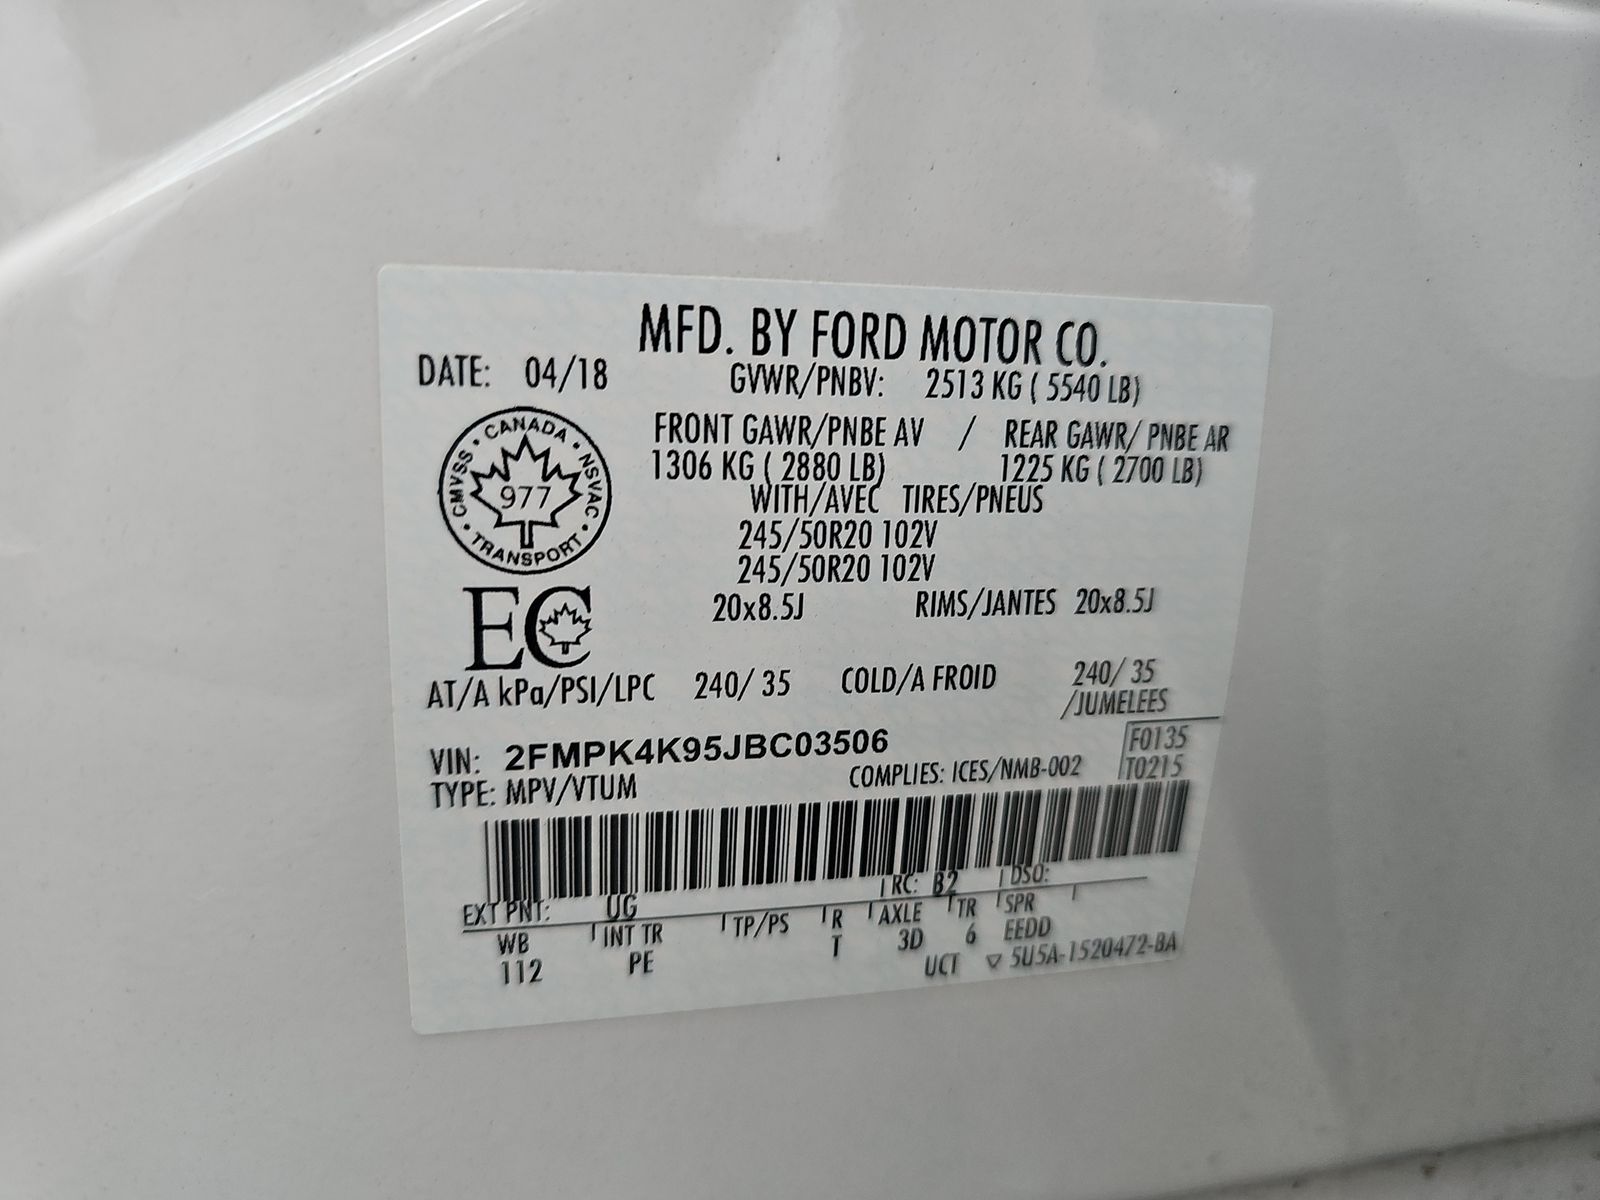 MFD. BY FORD MOTOR CO.
DATE: 04/18
GVWR/PNBV: 2513 KG ( 5540 LB)
FRONT GAWR/PNBE AV / REAR GAWR/ PNBE AR
1306 KG ( 2880 LB) 1225 KG ( 2700 LB)
WITH/AVEC TIRES/PNEUS
245/50R20 102V
245/50R20 102V
20x8.5J RIMS/JANTES 20x8.5J
CANADA • NSVAC • TRANSPORT • CMVSS •
977
EC
AT/A kPa/PSI/LPC 240/ 35 COLD/A FROID 240/ 35
/JUMELEES
VIN: 2FMPK4K95JBC03506
F0135
TYPE: MPV/VTUM COMPLIES: ICES/NMB-002 T0215
RC: B2 DSO:
EXT PNT: UG
WB INT TR TP/PS R AXLE TR SPR
112 PE T 3D 6 EEDD
UCT ▽ 5U5A-1520472-BA